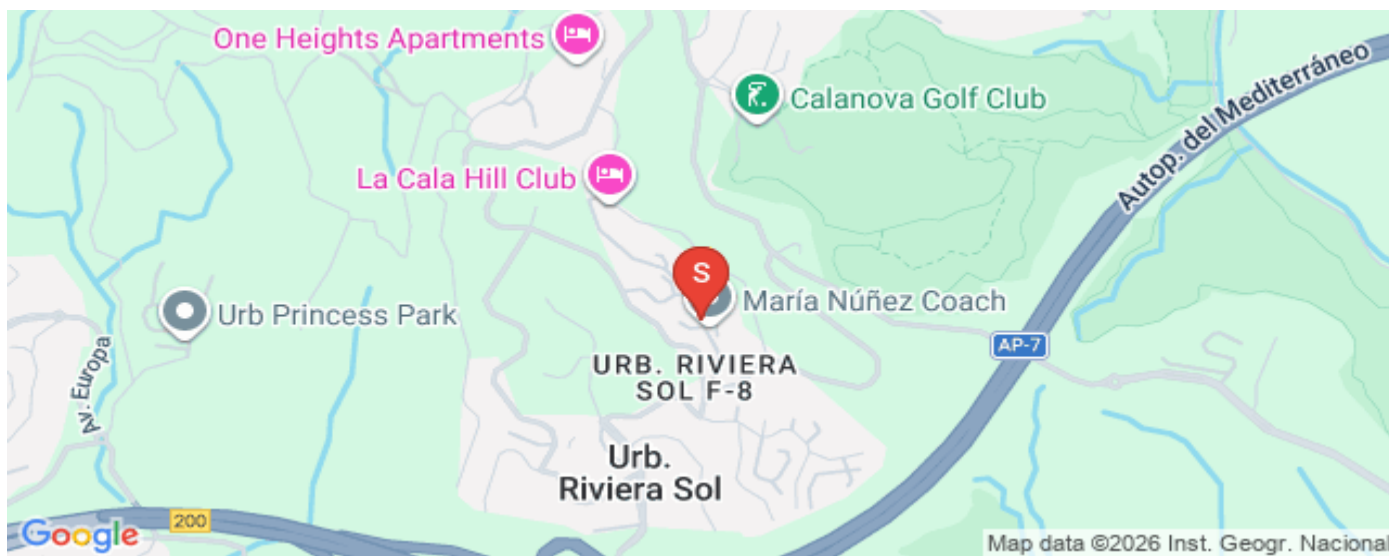 One Heights Apartments
Calanova Golf Club
Autop. del Mediterráneo
La Cala Hill Club
S
María Núñez Coach
Urb Princess Park
AP-7
Av. Europa
URB. RIVIERA
SOL F-8
Urb.
Riviera Sol
200
Google
Map data ©2026 Inst. Geogr. Nacional